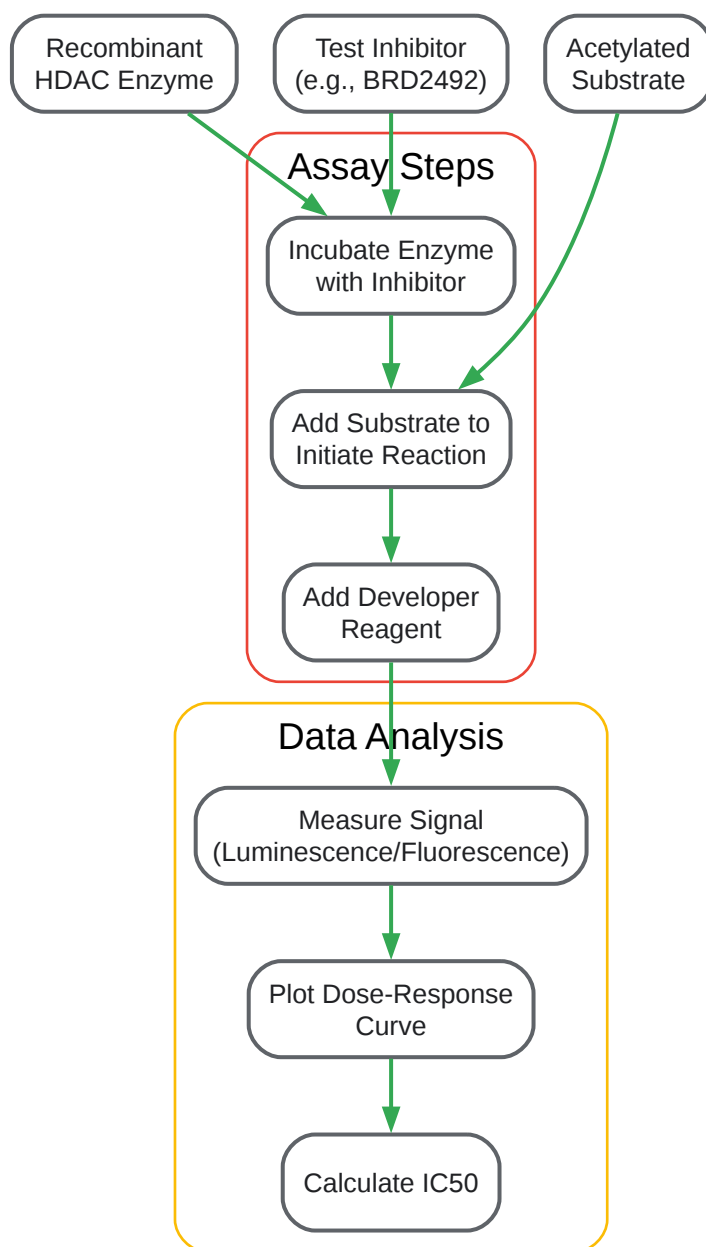 Recombinant
HDAC Enzyme
Test Inhibitor
(e.g., BRD2492)
Acetylated
Substrate
Assay Steps
Incubate Enzyme
with Inhibitor
Add Substrate to
Initiate Reaction
Add Developer
Reagent
Data Analysis
Measure Signal
(Luminescence/Fluorescence)
Plot Dose-Response
Curve
Calculate IC50